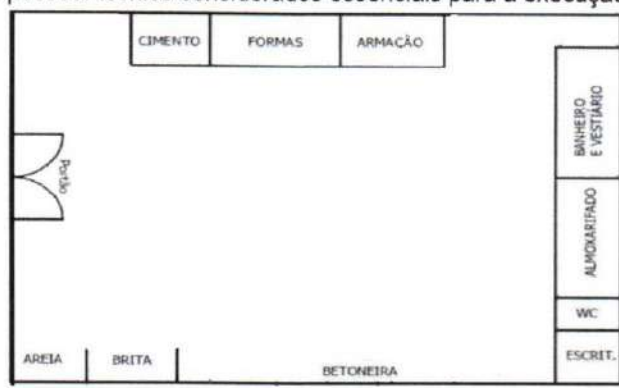 CIMENTO
FORMAS
ARMAÇÃO
BANHEIRO
E VESTIÁRIO
Portão
ALMOXARIFADO
WC
AREIA
BRITA
BETONEIRA
ESCRIT.